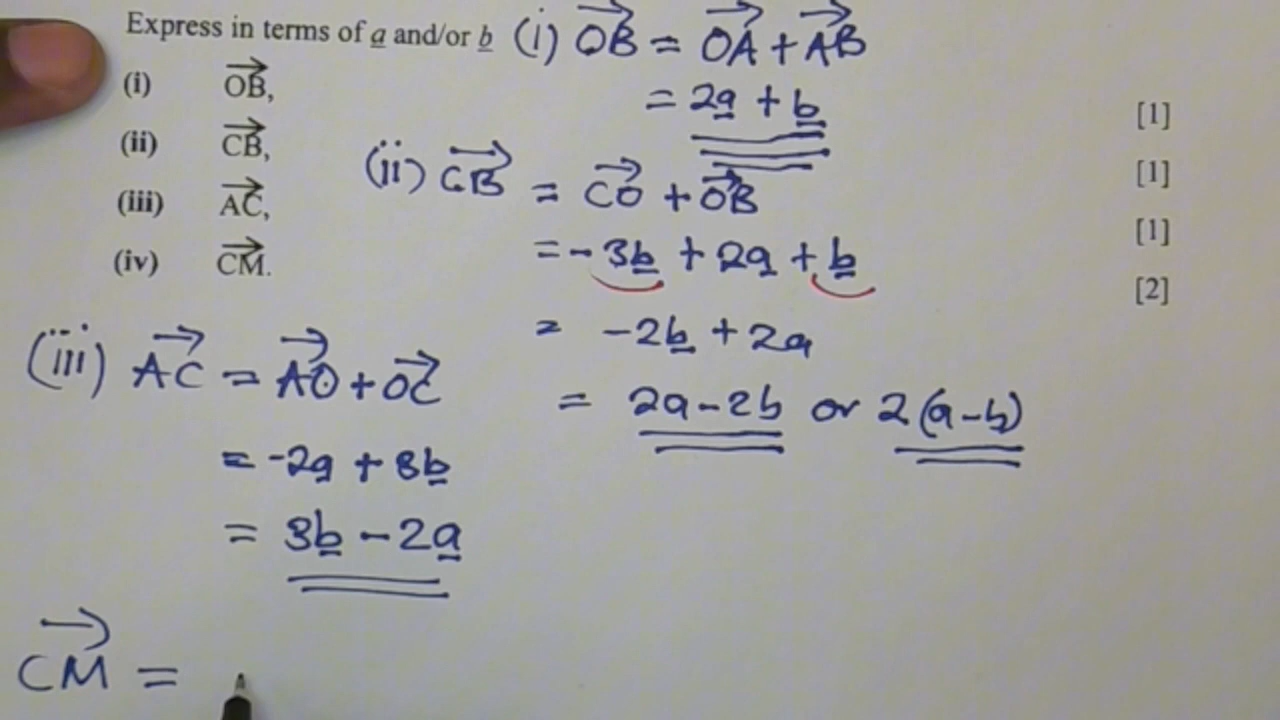 Express in terms of a and/or b
(i) OB, [1]
(ii) CB, [1]
(iii) AC, [1]
(iv) CM. [2]
(i) OB = OA + AB
= 2a + b
(ii) CB = CO + OB
= -3b + 2a + b
= -2b + 2a
= 2a - 2b or 2(a - b)
(iii) AC = AO + OC
= -2a + 3b
= 3b - 2a
CM =